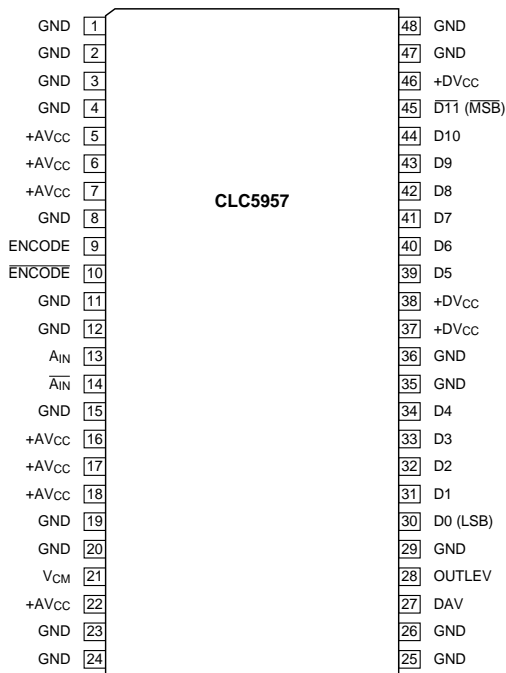 GND 1
GND 2
GND 3
GND 4
+AVCC 5
+AVCC 6
+AVCC 7
GND 8
ENCODE 9
E̅N̅C̅O̅D̅E̅ 10
GND 11
GND 12
AIN 13
A̅I̅N̅ 14
GND 15
+AVCC 16
+AVCC 17
+AVCC 18
GND 19
GND 20
VCM 21
+AVCC 22
GND 23
GND 24
CLC5957
48 GND
47 GND
46 +DVCC
45 D̅1̅1̅ (M̅S̅B̅)
44 D10
43 D9
42 D8
41 D7
40 D6
39 D5
38 +DVCC
37 +DVCC
36 GND
35 GND
34 D4
33 D3
32 D2
31 D1
30 D0 (LSB)
29 GND
28 OUTLEV
27 DAV
26 GND
25 GND